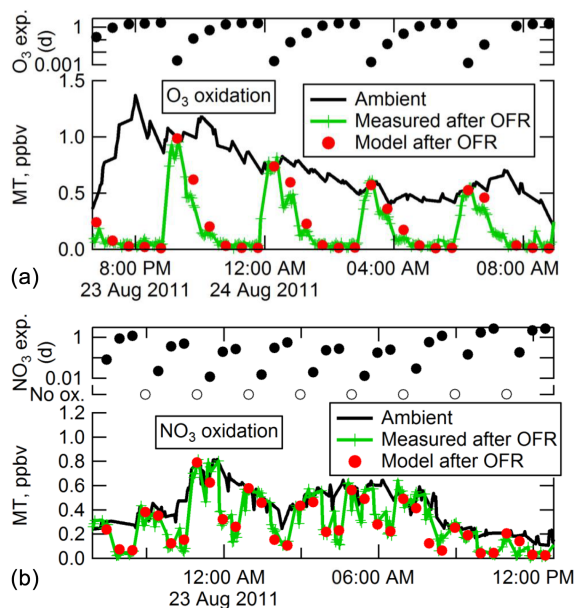 O3 exp. (d)
1
0.001
MT, ppbv
1.5
1.0
0.5
0.0
O3 oxidation
Ambient
Measured after OFR
Model after OFR
8:00 PM 12:00 AM 04:00 AM 08:00 AM
23 Aug 2011 24 Aug 2011
(a)
NO3 exp. (d)
1
0.01
No ox.
MT, ppbv
1.2
1.0
0.8
0.6
0.4
0.2
0.0
NO3 oxidation
Ambient
Measured after OFR
Model after OFR
12:00 AM 06:00 AM 12:00 PM
23 Aug 2011
(b)